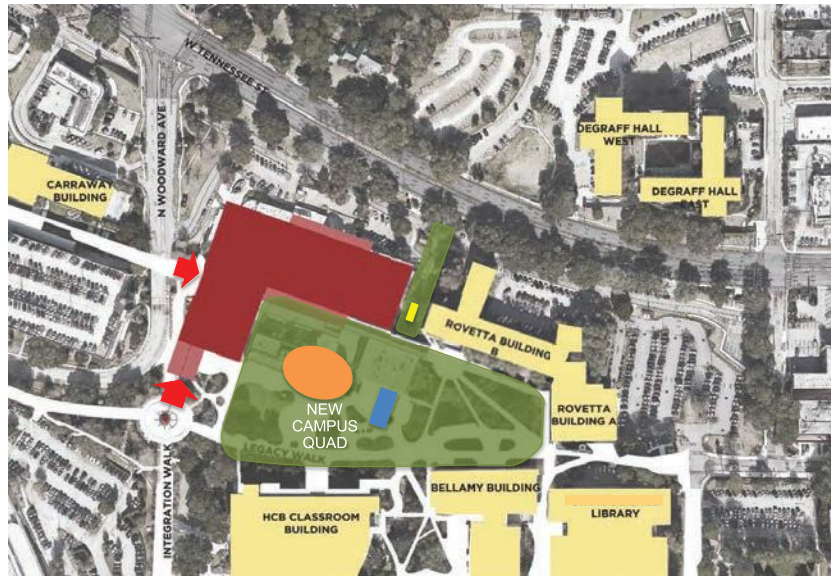 W TENNESSEE ST
N WOODWARD AVE
DEGRAFF HALL
WEST
CARRAWAY
BUILDING
DEGRAFF HALL
EAST
ROVETTA BUILDING
B
NEW
CAMPUS
QUAD
ROVETTA
BUILDING A
LEGACY WALK
INTEGRATION WALK
BELLAMY BUILDING
HCB CLASSROOM
BUILDING
LIBRARY